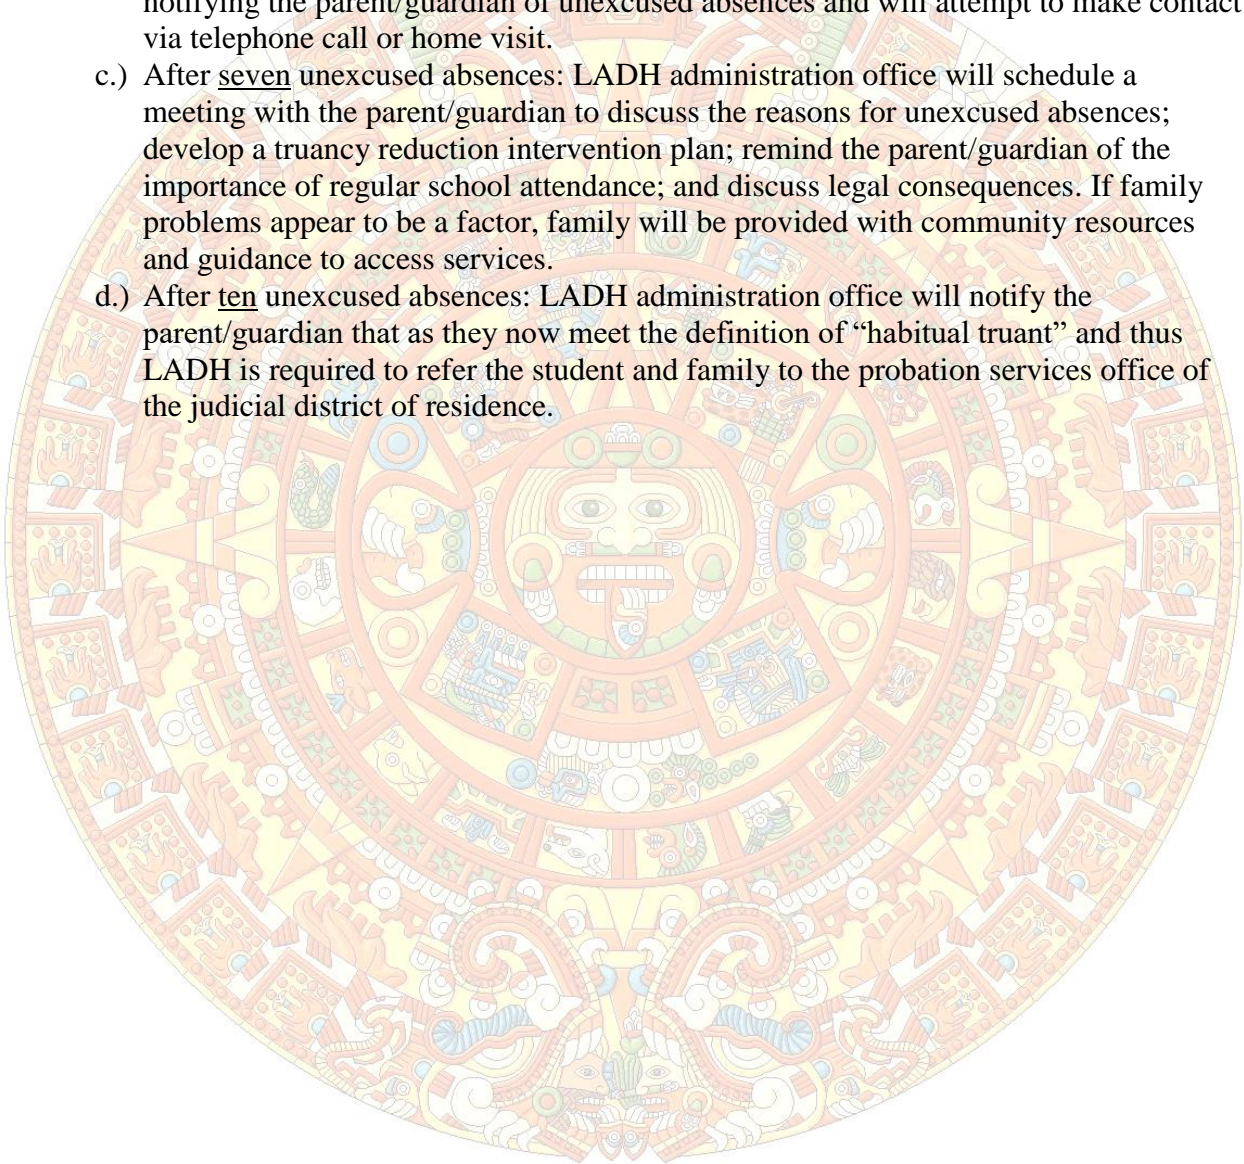 notifying the parent/guardian of unexcused absences and will attempt to make contact
via telephone call or home visit.
c.) After seven unexcused absences: LADH administration office will schedule a
meeting with the parent/guardian to discuss the reasons for unexcused absences;
develop a truancy reduction intervention plan; remind the parent/guardian of the
importance of regular school attendance; and discuss legal consequences. If family
problems appear to be a factor, family will be provided with community resources
and guidance to access services.
d.) After ten unexcused absences: LADH administration office will notify the
parent/guardian that as they now meet the definition of “habitual truant” and thus
LADH is required to refer the student and family to the probation services office of
the judicial district of residence.